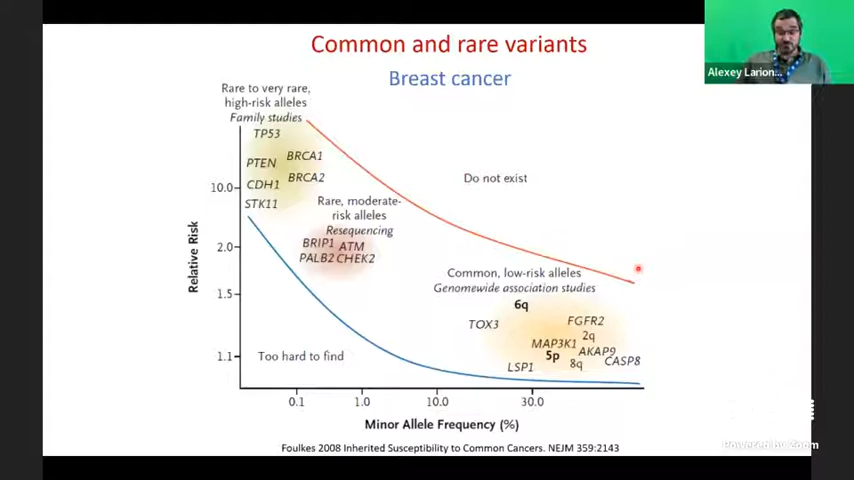 Common and rare variants
Breast cancer
Alexey Larion...
Rare to very rare,
high-risk alleles
Family studies
TP53
PTEN
BRCA1
CDH1
BRCA2
STK11
Do not exist
Rare, moderate-
risk alleles
Resequencing
BRIP1 ATM
PALB2 CHEK2
Common, low-risk alleles
Genomewide association studies
6q
TOX3
FGFR2
2q
MAP3K1
AKAP9
5p
CASP8
8q
LSP1
Too hard to find
Relative Risk
10.0
2.0
1.5
1.1
0.1 1.0 10.0 30.0
Minor Allele Frequency (%)
Foulkes 2008 Inherited Susceptibility to Common Cancers. NEJM 359:2143
Powered by Zoom